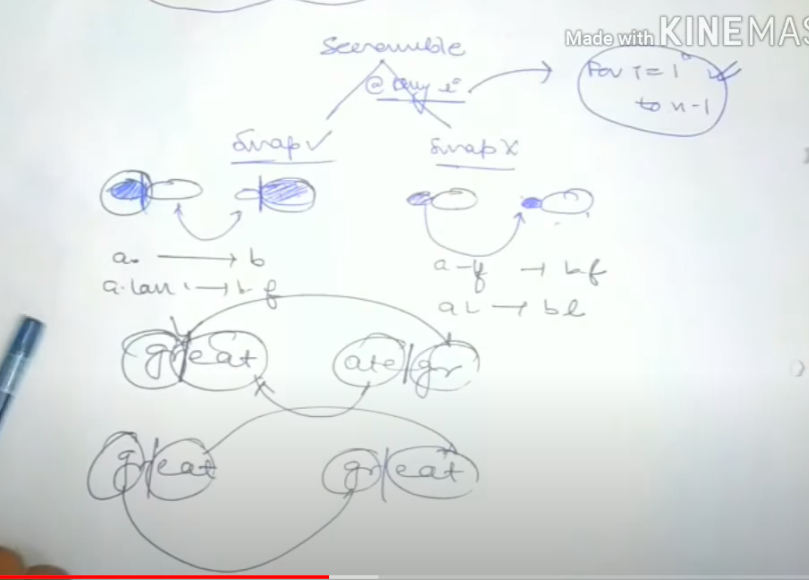 Made with KINEMAS
Scramble
@ any i
For i = 1
to n-1
Swap ✓
Swap X
a. → b
→ b-f
a-f → b-f
aL → bl
gr|eat
ate|gr
gr|eat
gr|eat